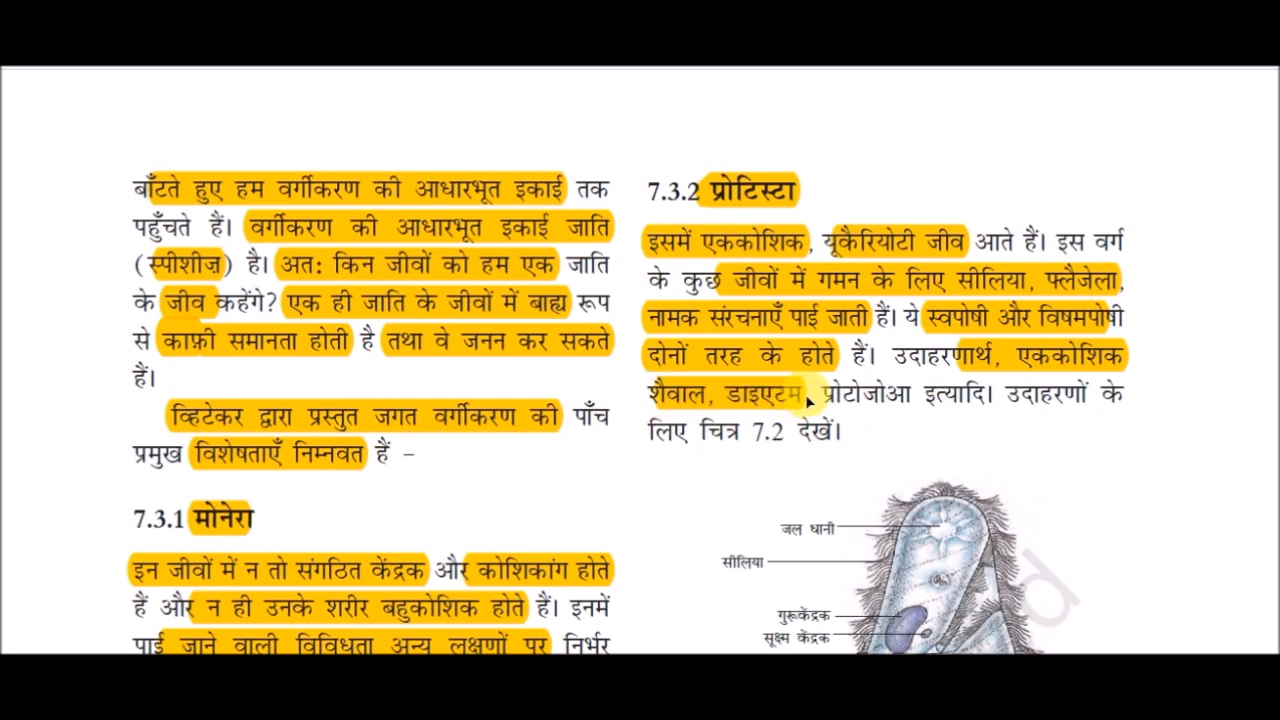 बाँटते हुए हम वर्गीकरण की आधारभूत इकाई तक
पहुँचते हैं। वर्गीकरण की आधारभूत इकाई जाति
(स्पीशीज़) है। अतः किन जीवों को हम एक जाति
के जीव कहेंगे? एक ही जाति के जीवों में बाह्य रूप
से काफ़ी समानता होती है तथा वे जनन कर सकते
हैं।
व्हिटेकर द्वारा प्रस्तुत जगत वर्गीकरण की पाँच
प्रमुख विशेषताएँ निम्नवत हैं –
7.3.1 मोनेरा
इन जीवों में न तो संगठित केंद्रक और कोशिकांग होते
हैं और न ही उनके शरीर बहुकोशिक होते हैं। इनमें
पाई जाने वाली विविधता अन्य लक्षणों पर निर्भर
7.3.2 प्रोटिस्टा
इसमें एककोशिक, यूकैरियोटी जीव आते हैं। इस वर्ग
के कुछ जीवों में गमन के लिए सीलिया, फ्लैजेला,
नामक संरचनाएँ पाई जाती हैं। ये स्वपोषी और विषमपोषी
दोनों तरह के होते हैं। उदाहरणार्थ, एककोशिक
शैवाल, डाइएटम, प्रोटोजोआ इत्यादि। उदाहरणों के
लिए चित्र 7.2 देखें।
जल धानी
सीलिया
गुरूकेंद्रक
सूक्ष्म केंद्रक
d